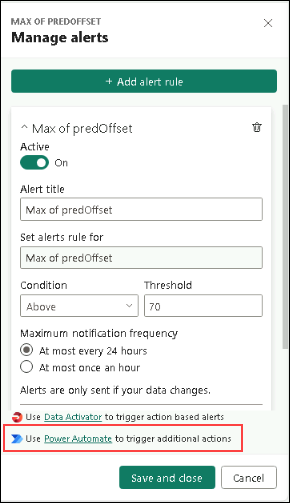 MAX OF PREDOFFSET
Manage alerts
+ Add alert rule
Max of predOffset
Active
On
Alert title
Max of predOffset
Set alerts rule for
Max of predOffset
Condition Threshold
Above 70
Maximum notification frequency
At most every 24 hours
At most once an hour
Alerts are only sent if your data changes.
Use Data Activator to trigger action based alerts
Use Power Automate to trigger additional actions
Save and close Cancel